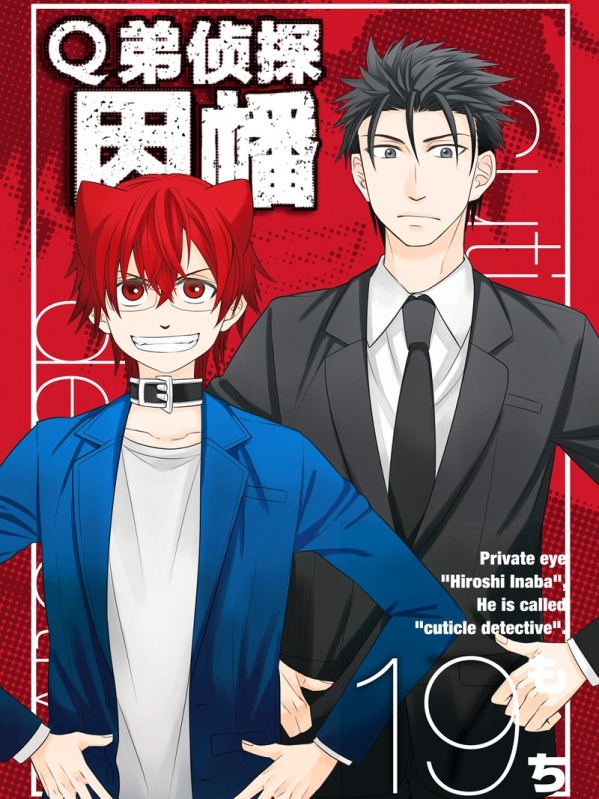 Q弟侦探
因幡
Private eye
"Hiroshi Inaba",
He is called
"cuticle detective".
19
もち